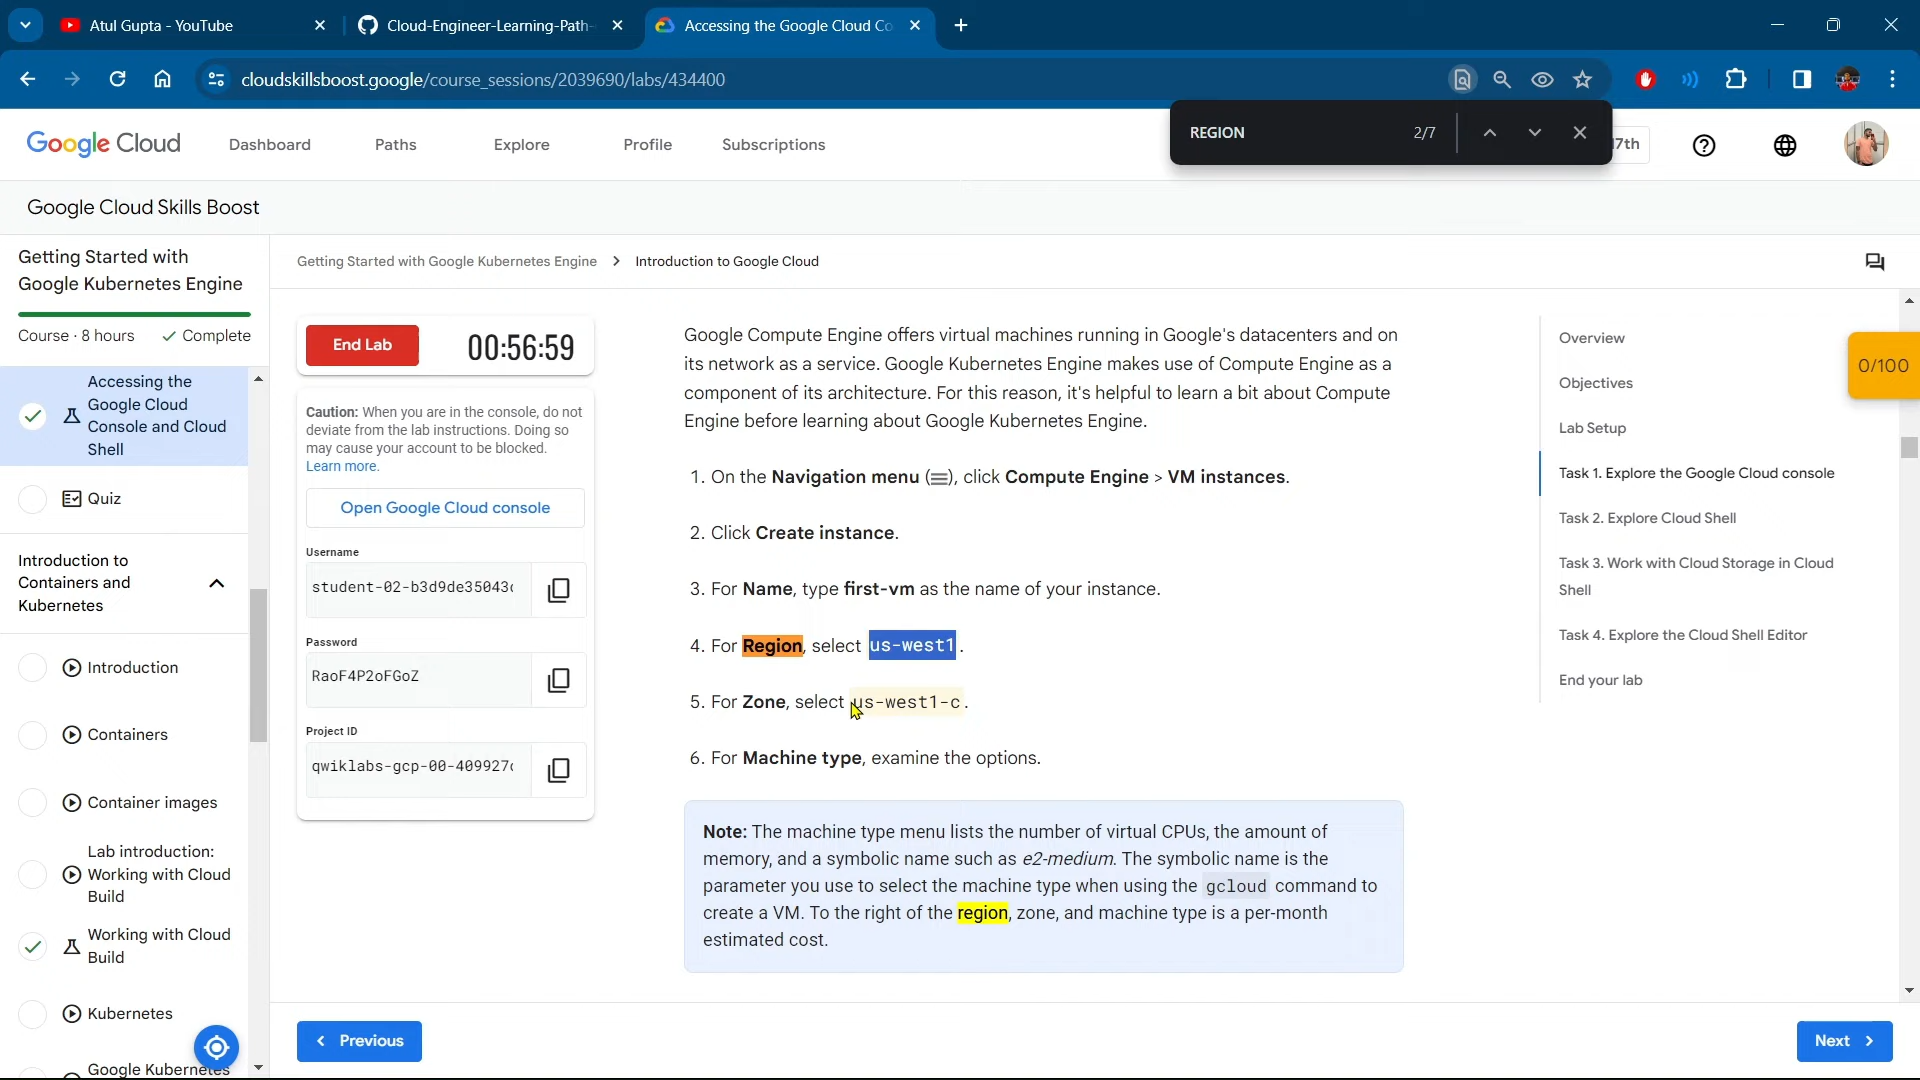 Atul Gupta - YouTube
Cloud-Engineer-Learning-Path-
Accessing the Google Cloud Co
cloudskillsboost.google/course_sessions/2039690/labs/434400
REGION 2/7
Google Cloud
Dashboard
Paths
Explore
Profile
Subscriptions
17th
Google Cloud Skills Boost
Getting Started with
Google Kubernetes Engine
Course · 8 hours
Complete
Accessing the
Google Cloud
Console and Cloud
Shell
Quiz
Introduction to
Containers and
Kubernetes
Introduction
Containers
Container images
Lab introduction:
Working with Cloud
Build
Working with Cloud
Build
Kubernetes
Google Kubernetes
Getting Started with Google Kubernetes Engine > Introduction to Google Cloud
End Lab
00:56:59
Caution: When you are in the console, do not
deviate from the lab instructions. Doing so
may cause your account to be blocked.
Learn more.
Open Google Cloud console
Username
student-02-b3d9de35043c
Password
RaoF4P2oFGoZ
Project ID
qwiklabs-gcp-00-409927c
Google Compute Engine offers virtual machines running in Google's datacenters and on
its network as a service. Google Kubernetes Engine makes use of Compute Engine as a
component of its architecture. For this reason, it's helpful to learn a bit about Compute
Engine before learning about Google Kubernetes Engine.
1. On the Navigation menu (≡), click Compute Engine > VM instances.
2. Click Create instance.
3. For Name, type first-vm as the name of your instance.
4. For Region, select us-west1.
5. For Zone, select us-west1-c.
6. For Machine type, examine the options.
Note: The machine type menu lists the number of virtual CPUs, the amount of
memory, and a symbolic name such as e2-medium. The symbolic name is the
parameter you use to select the machine type when using the gcloud command to
create a VM. To the right of the region, zone, and machine type is a per-month
estimated cost.
Overview
Objectives
Lab Setup
Task 1. Explore the Google Cloud console
Task 2. Explore Cloud Shell
Task 3. Work with Cloud Storage in Cloud
Shell
Task 4. Explore the Cloud Shell Editor
End your lab
0/100
Previous
Next